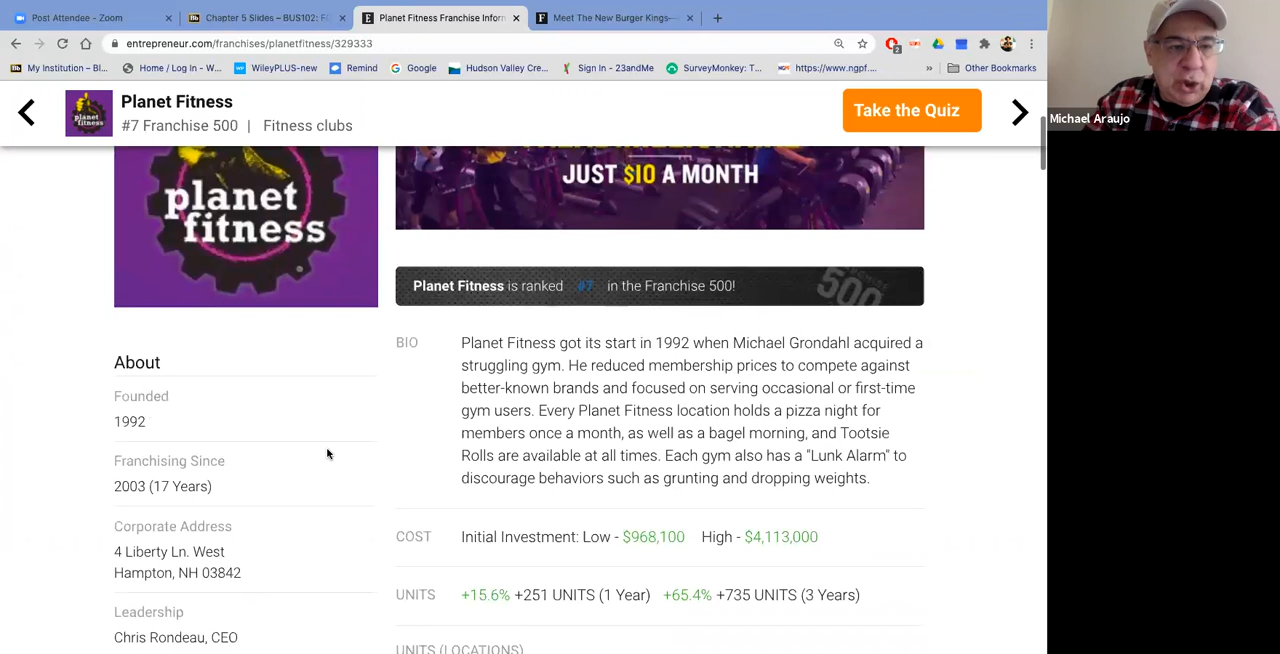 Post Attendee - Zoom
Chapter 5 Slides – BUS102: F
Planet Fitness Franchise Inform
Meet The New Burger Kings—
entrepreneur.com/franchises/planetfitness/329333
My Institution – Bl...
Home / Log In - W...
WileyPLUS-new
Remind
Google
Hudson Valley Cre...
Sign In - 23andMe
SurveyMonkey: T...
https://www.ngpf....
Other Bookmarks
Planet Fitness
#7 Franchise 500 | Fitness clubs
Take the Quiz
Michael Araujo
planet fitness
planet
fitness
JUST $10 A MONTH
Planet Fitness is ranked #7 in the Franchise 500!
500
BIO
Planet Fitness got its start in 1992 when Michael Grondahl acquired a
struggling gym. He reduced membership prices to compete against
better-known brands and focused on serving occasional or first-time
gym users. Every Planet Fitness location holds a pizza night for
members once a month, as well as a bagel morning, and Tootsie
Rolls are available at all times. Each gym also has a "Lunk Alarm" to
discourage behaviors such as grunting and dropping weights.
About
Founded
1992
Franchising Since
2003 (17 Years)
Corporate Address
4 Liberty Ln. West
Hampton, NH 03842
Leadership
Chris Rondeau, CEO
COST
Initial Investment: Low - $968,100 High - $4,113,000
UNITS
+15.6% +251 UNITS (1 Year) +65.4% +735 UNITS (3 Years)
UNITS (LOCATIONS)